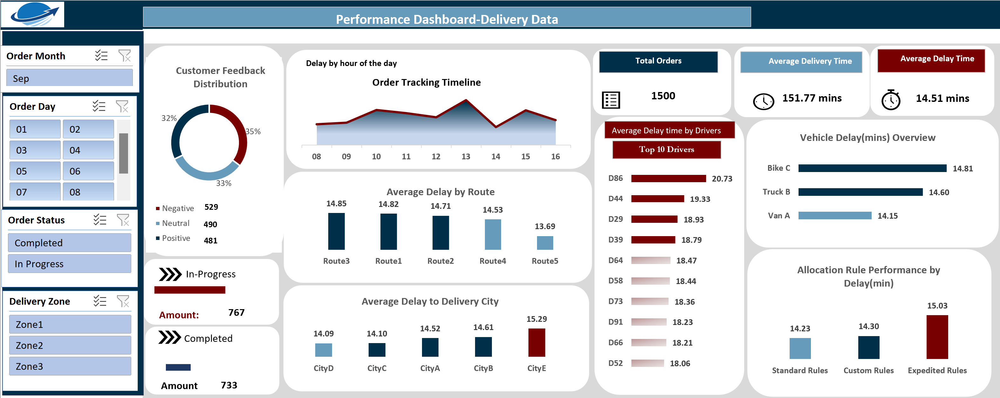 Performance Dashboard-Delivery Data
Order Month
Sep
Order Day
01 02
03 04
05 06
07 08
Order Status
Completed
In Progress
Delivery Zone
Zone1
Zone2
Zone3
Customer Feedback
Distribution
32%
35%
33%
Negative 529
Neutral 490
Positive 481
In-Progress
Amount: 767
Completed
Amount 733
Delay by hour of the day
Order Tracking Timeline
08 09 10 11 12 13 14 15 16
Average Delay by Route
14.85 14.82 14.71 14.53 13.69
Route3 Route1 Route2 Route4 Route5
Average Delay to Delivery City
14.09 14.10 14.52 14.61 15.29
CityD CityC CityA CityB CityE
Total Orders
1500
Average Delivery Time
151.77 mins
Average Delay Time
14.51 mins
Average Delay time by Drivers
Top 10 Drivers
D86 20.73
D44 19.33
D29 18.93
D39 18.79
D64 18.47
D58 18.44
D73 18.36
D91 18.23
D66 18.21
D52 18.06
Vehicle Delay(mins) Overview
Bike C 14.81
Truck B 14.60
Van A 14.15
Allocation Rule Performance by
Delay(min)
14.23 14.30 15.03
Standard Rules Custom Rules Expedited Rules